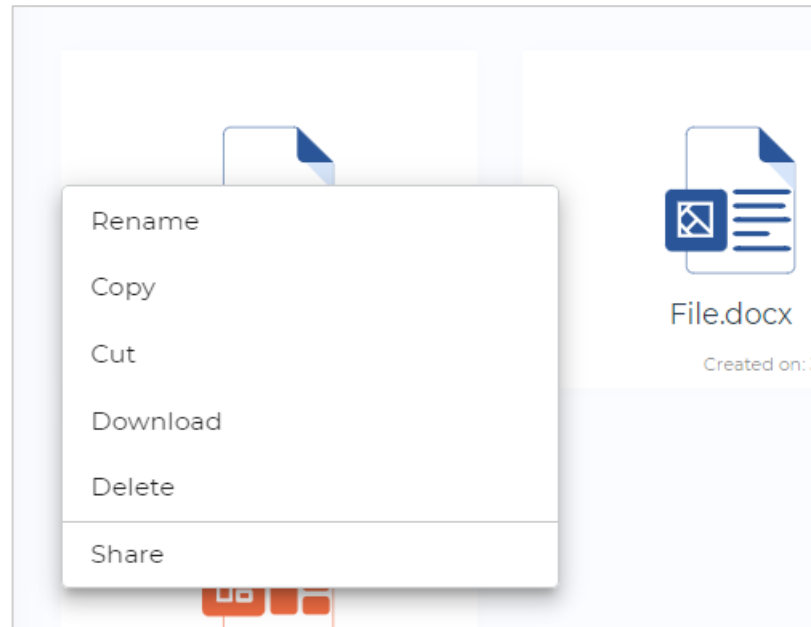 Rename
Copy
Cut
Download
Delete
Share
File.docx
Created on: